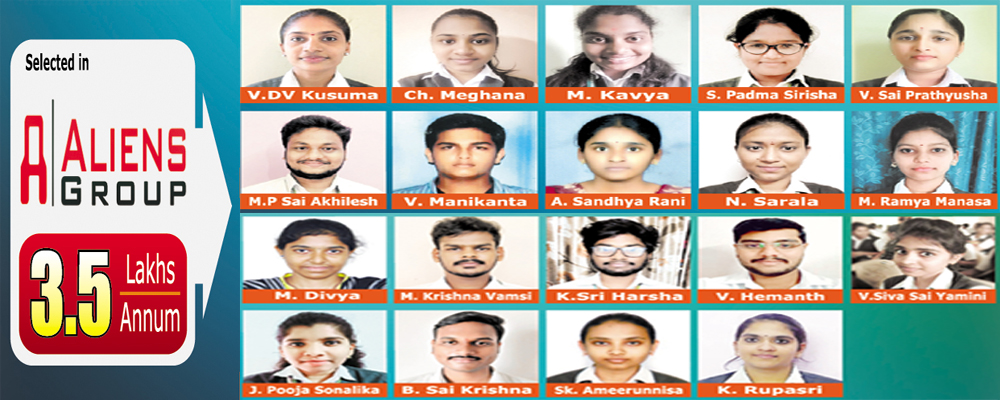 Selected in
ALIENS
GROUP
3.5 Lakhs
Annum
V.DV Kusuma
Ch. Meghana
M. Kavya
S. Padma Sirisha
V. Sai Prathyusha
M.P Sai Akhilesh
V. Manikanta
A. Sandhya Rani
N. Sarala
M. Ramya Manasa
M. Divya
M. Krishna Vamsi
K.Sri Harsha
V. Hemanth
V.Siva Sai Yamini
J. Pooja Sonalika
B. Sai Krishna
Sk. Ameerunnisa
K. Rupasri